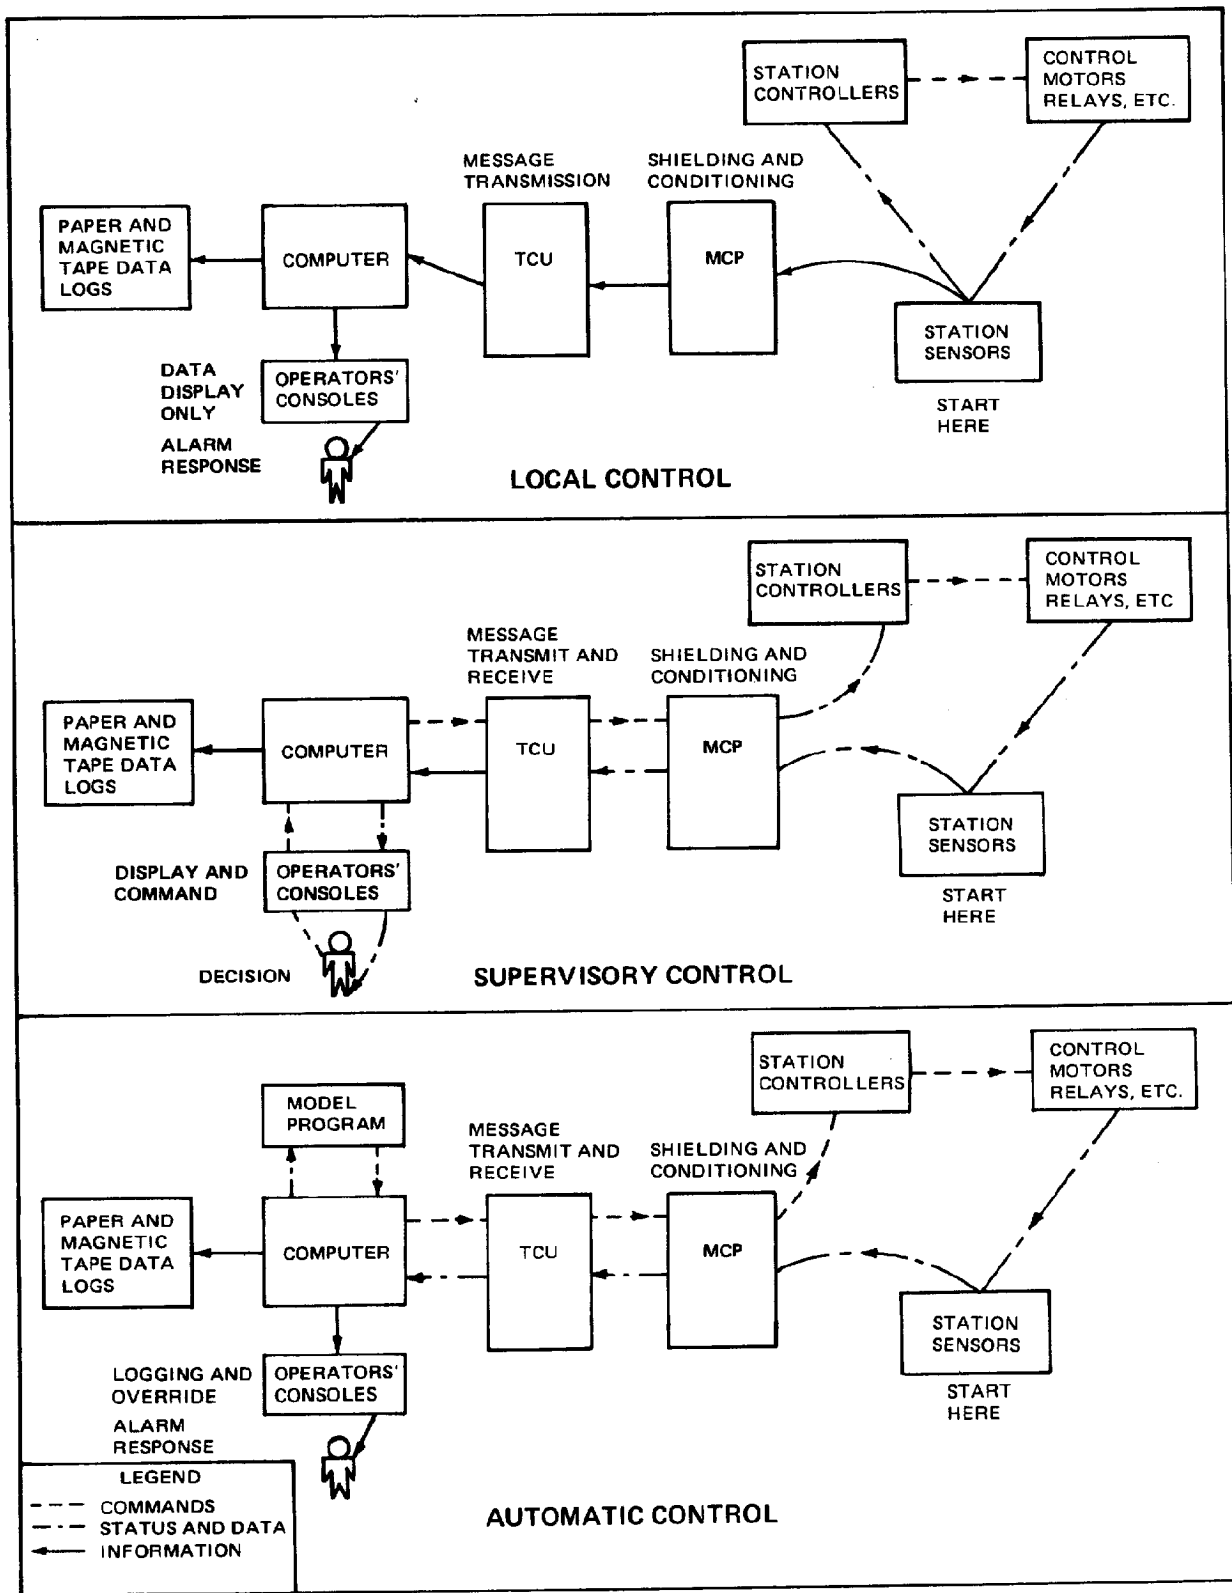 STATION
CONTROLLERS
CONTROL
MOTORS
RELAYS, ETC.
MESSAGE
TRANSMISSION
SHIELDING AND
CONDITIONING
PAPER AND
MAGNETIC
TAPE DATA
LOGS
COMPUTER
TCU
MCP
STATION
SENSORS
START
HERE
DATA
DISPLAY
ONLY
OPERATORS'
CONSOLES
ALARM
RESPONSE
LOCAL CONTROL
STATION
CONTROLLERS
CONTROL
MOTORS
RELAYS, ETC
MESSAGE
TRANSMIT AND
RECEIVE
SHIELDING AND
CONDITIONING
PAPER AND
MAGNETIC
TAPE DATA
LOGS
COMPUTER
TCU
MCP
STATION
SENSORS
START
HERE
DISPLAY AND
COMMAND
OPERATORS'
CONSOLES
DECISION
SUPERVISORY CONTROL
STATION
CONTROLLERS
CONTROL
MOTORS
RELAYS, ETC.
MODEL
PROGRAM
MESSAGE
TRANSMIT AND
RECEIVE
SHIELDING AND
CONDITIONING
PAPER AND
MAGNETIC
TAPE DATA
LOGS
COMPUTER
TCU
MCP
STATION
SENSORS
START
HERE
LOGGING AND
OVERRIDE
OPERATORS'
CONSOLES
ALARM
RESPONSE
AUTOMATIC CONTROL
LEGEND
COMMANDS
STATUS AND DATA
INFORMATION